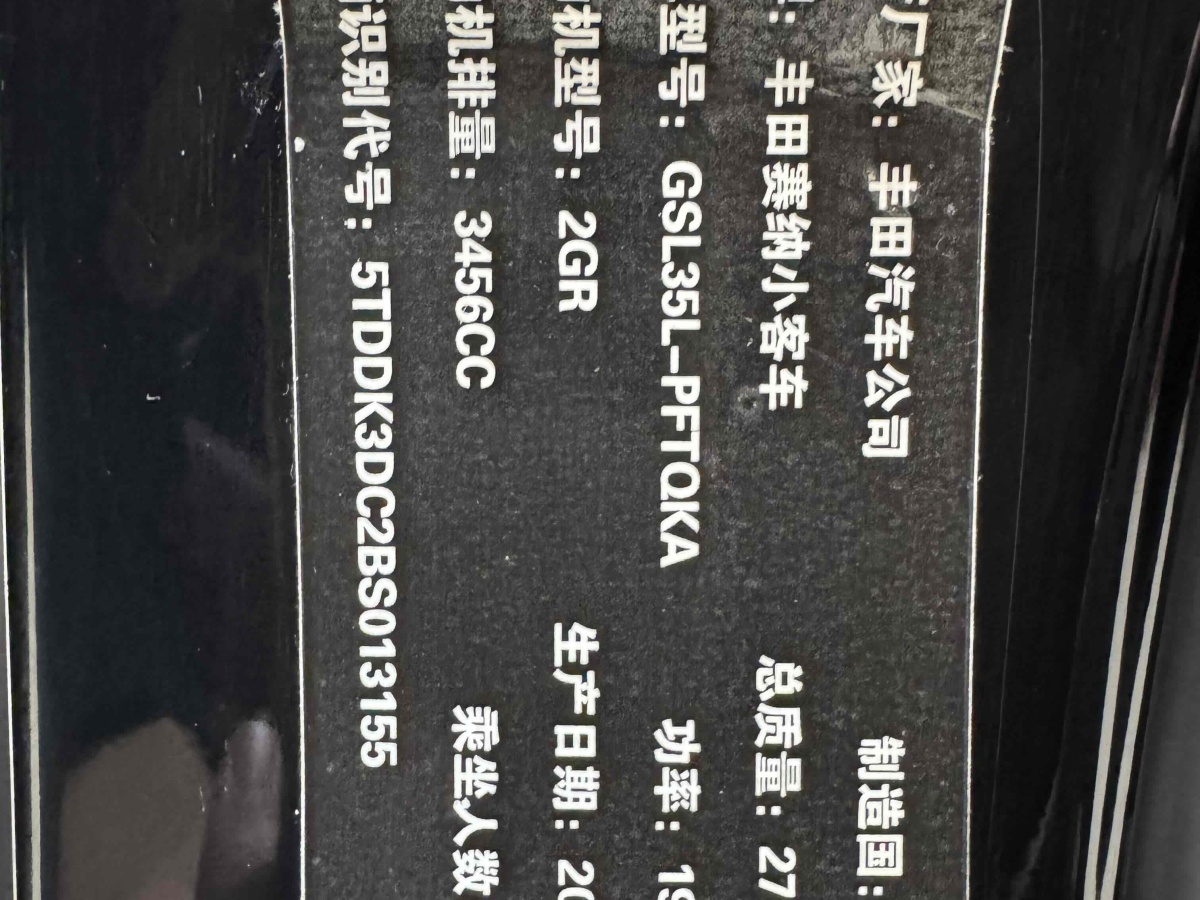 厂家：丰田汽车公司 制造国：
：丰田赛纳小客车 总质量：27
型号：GSL35L-PFTQKA 功率：19
机型号：2GR 生产日期：20
机排量：3456CC 乘坐人数
识别代号：5TDDK3DC2BS013155